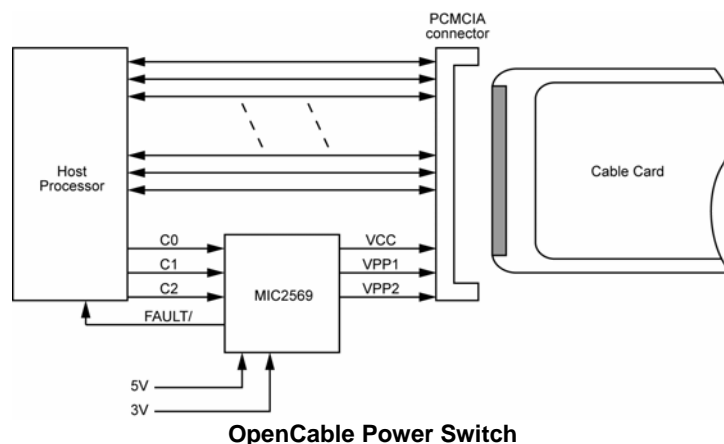 PCMCIA
connector
Host
Processor
Cable Card
C0
C1
C2
FAULT/
MIC2569
VCC
VPP1
VPP2
5V
3V
OpenCable Power Switch